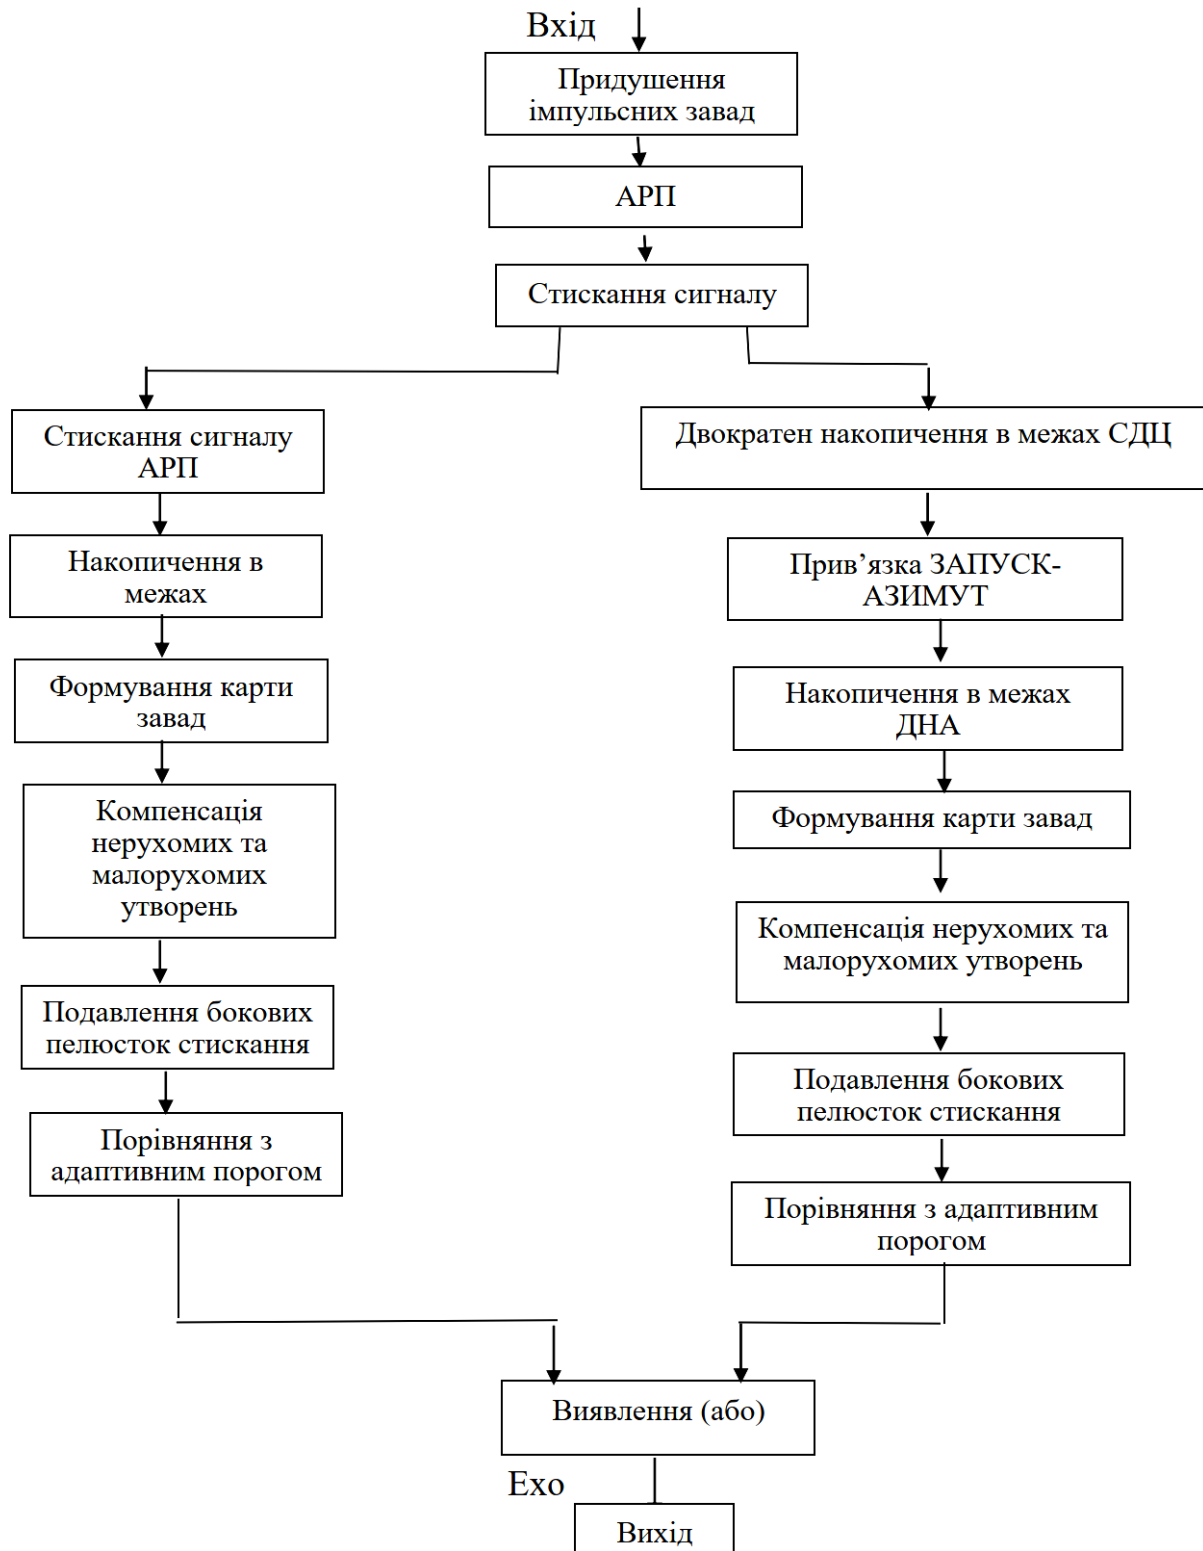 Вхід
Придушення
імпульсних завад
АРП
Стискання сигналу
Стискання сигналу
АРП
Накопичення в
межах
Формування карти
завад
Компенсація
нерухомих та
малорухомих
утворень
Подавлення бокових
пелюсток стискання
Порівняння з
адаптивним порогом
Двократен накопичення в межах СДЦ
Прив’язка ЗАПУСК-
АЗИМУТ
Накопичення в межах
ДНА
Формування карти завад
Компенсація нерухомих та
малорухомих утворень
Подавлення бокових
пелюсток стискання
Порівняння з адаптивним
порогом
Виявлення (або)
Ехо
Вихід